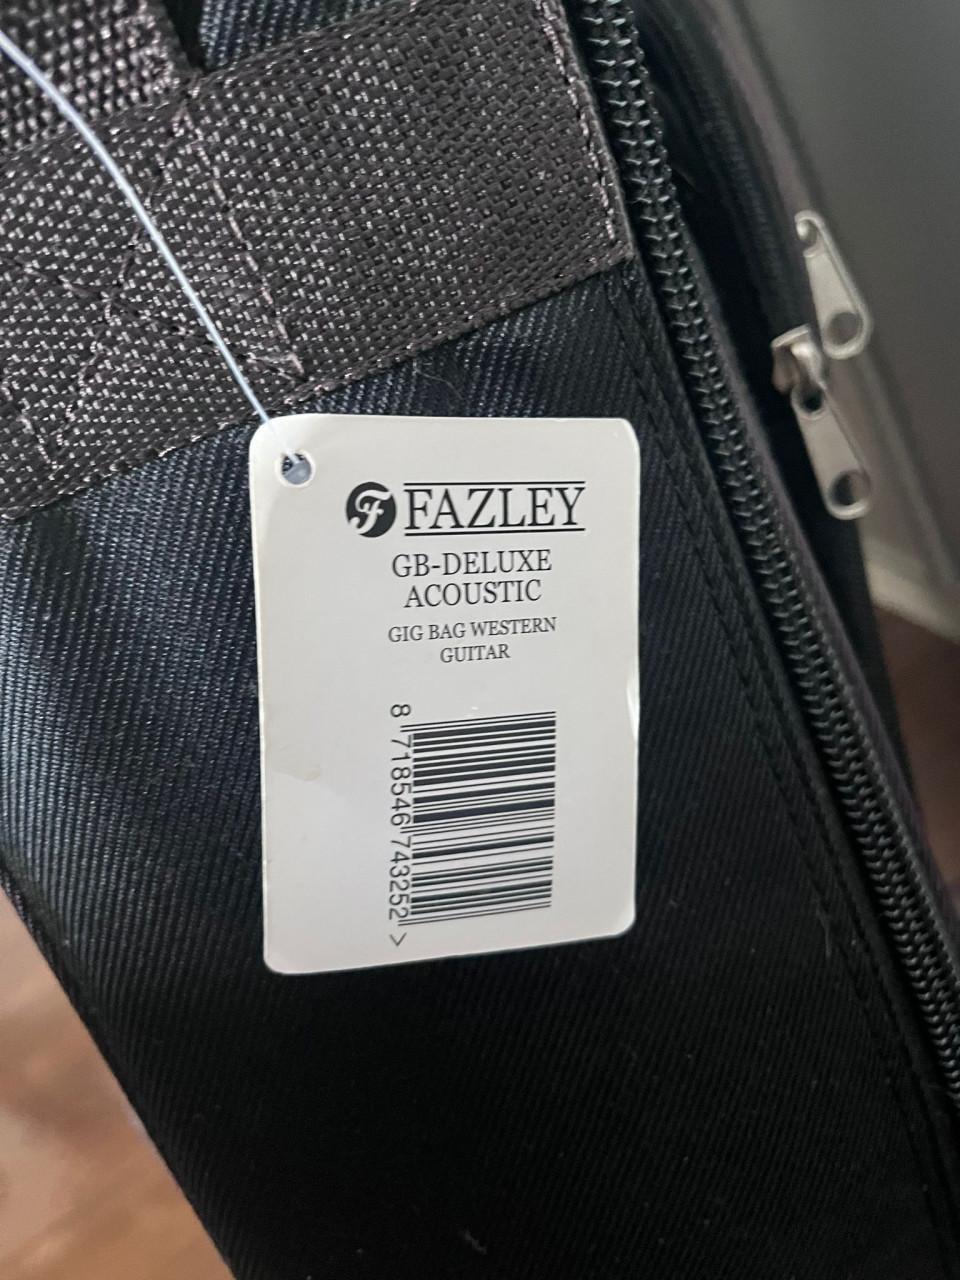 FAZLEY
GB-DELUXE
ACOUSTIC
GIG BAG WESTERN
GUITAR
8 718546 743252 >